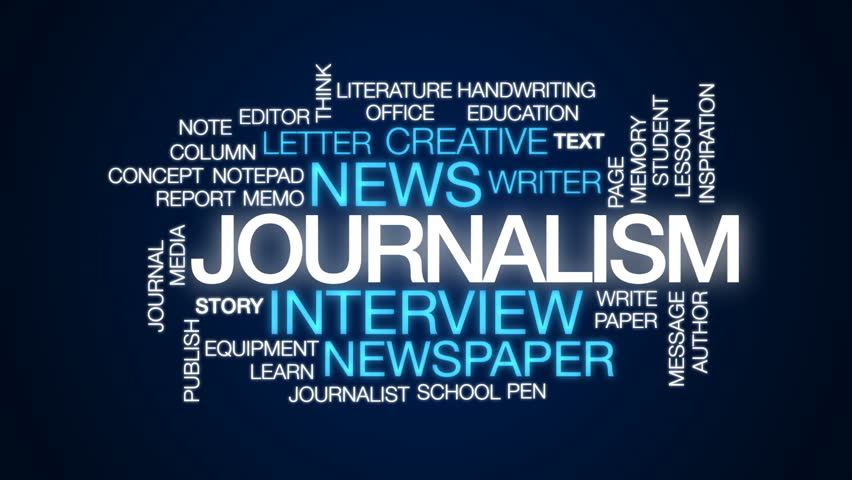 THINK
LITERATURE HANDWRITING
EDITOR OFFICE EDUCATION
NOTE
LETTER CREATIVE TEXT
COLUMN
CONCEPT NOTEPAD NEWS WRITER
REPORT MEMO
PAGE
MEMORY
STUDENT
LESSON
INSPIRATION
JOURNALISM
JOURNAL
MEDIA
STORY INTERVIEW WRITE
PAPER
MESSAGE
AUTHOR
PUBLISH
EQUIPMENT NEWSPAPER
LEARN
JOURNALIST SCHOOL PEN